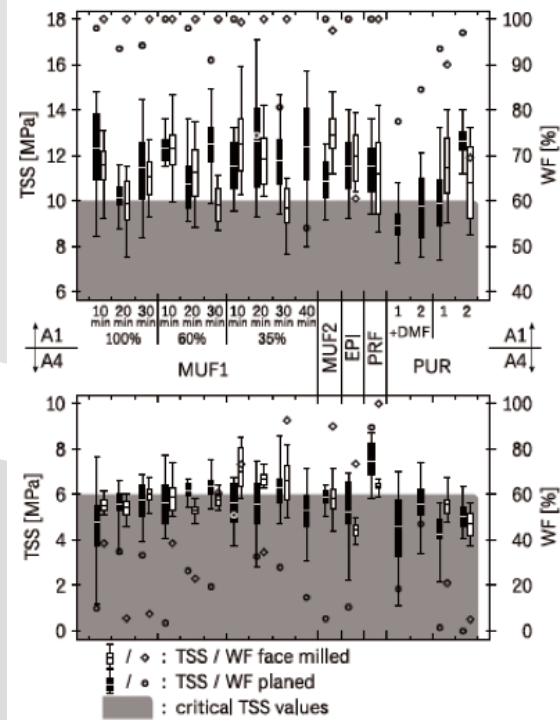 18 100
16 90
14 80
12 70
10 60
8 50
6 40
TSS [MPa]
WF [%]
10 min 20 min 30 min 10 min 20 min 30 min 10 min 20 min 30 min 40 min MUF2 EPI PRF 1 2 1 2
100% 60% 35% +DMF
A1 A1
A4 A4
MUF1 PUR
10 100
8 80
6 60
4 40
2 20
0 0
TSS [MPa]
WF [%]
/ : TSS / WF face milled
/ : TSS / WF planed
: critical TSS values